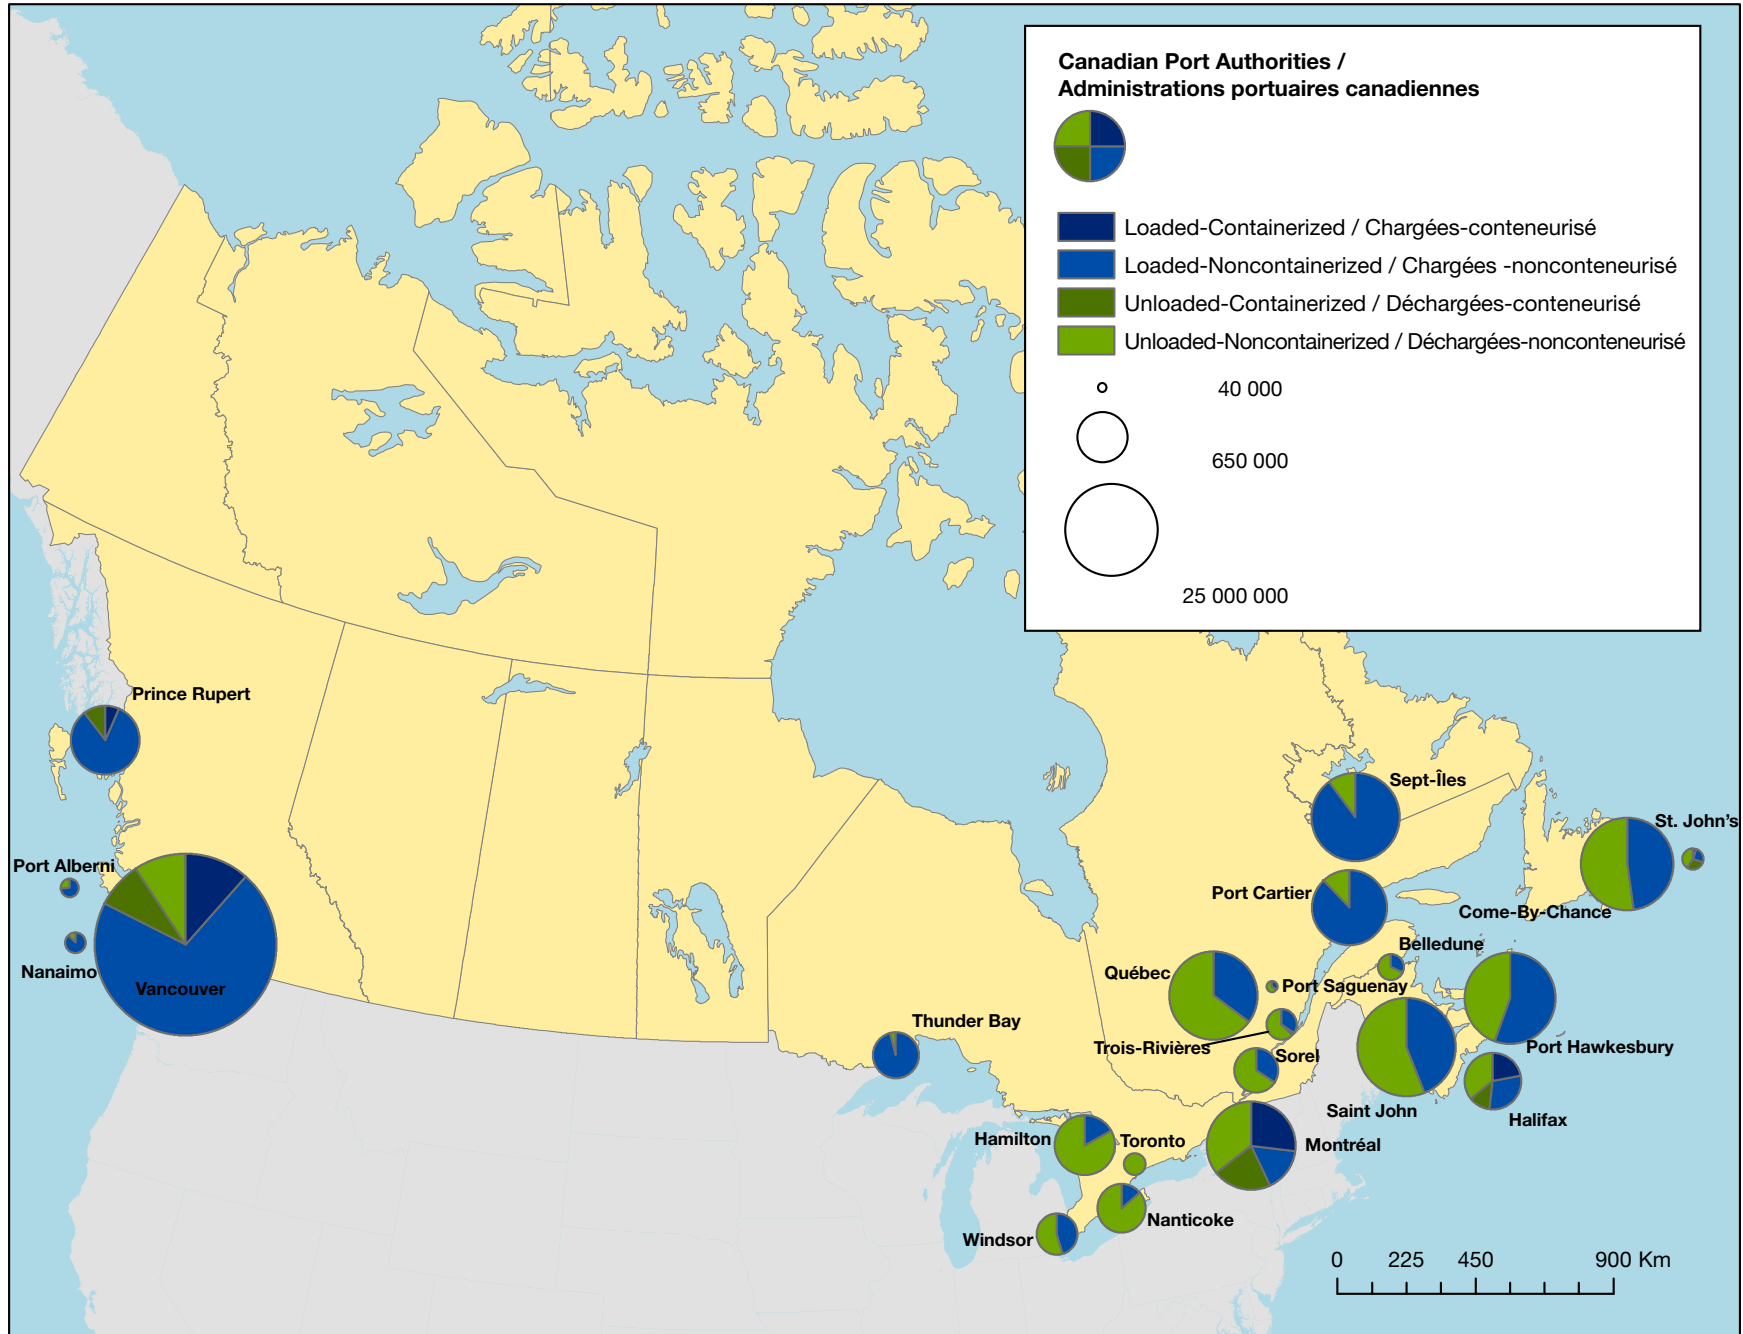 Canadian Port Authorities /
Administrations portuaires canadiennes
Loaded-Containerized / Chargées-conteneurisé
Loaded-Noncontainerized / Chargées -nonconteneurisé
Unloaded-Containerized / Déchargées-conteneurisé
Unloaded-Noncontainerized / Déchargées-nonconteneurisé
40 000
650 000
25 000 000
Prince Rupert
Port Alberni
Nanaimo
Vancouver
Thunder Bay
Sept-Îles
St. John's
Port Cartier
Come-By-Chance
Belledune
Québec
Port Saguenay
Trois-Rivières
Sorel
Port Hawkesbury
Saint John
Halifax
Hamilton
Toronto
Montréal
Nanticoke
Windsor
0 225 450 900 Km